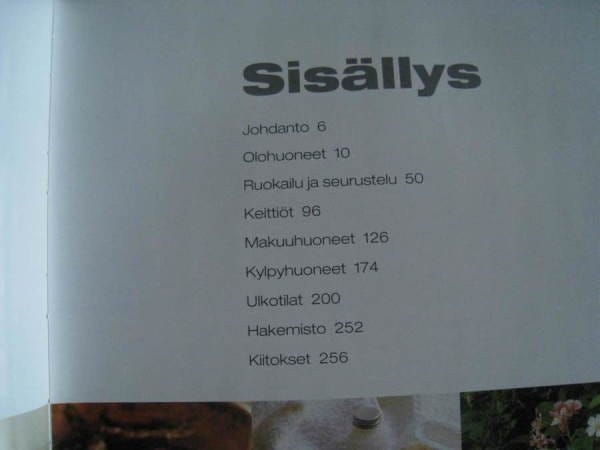 Sisällys
Johdanto 6
Olohuoneet 10
Ruokailu ja seurustelu 50
Keittiöt 96
Makuuhuoneet 126
Kylpyhuoneet 174
Ulkotilat 200
Hakemisto 252
Kiitokset 256